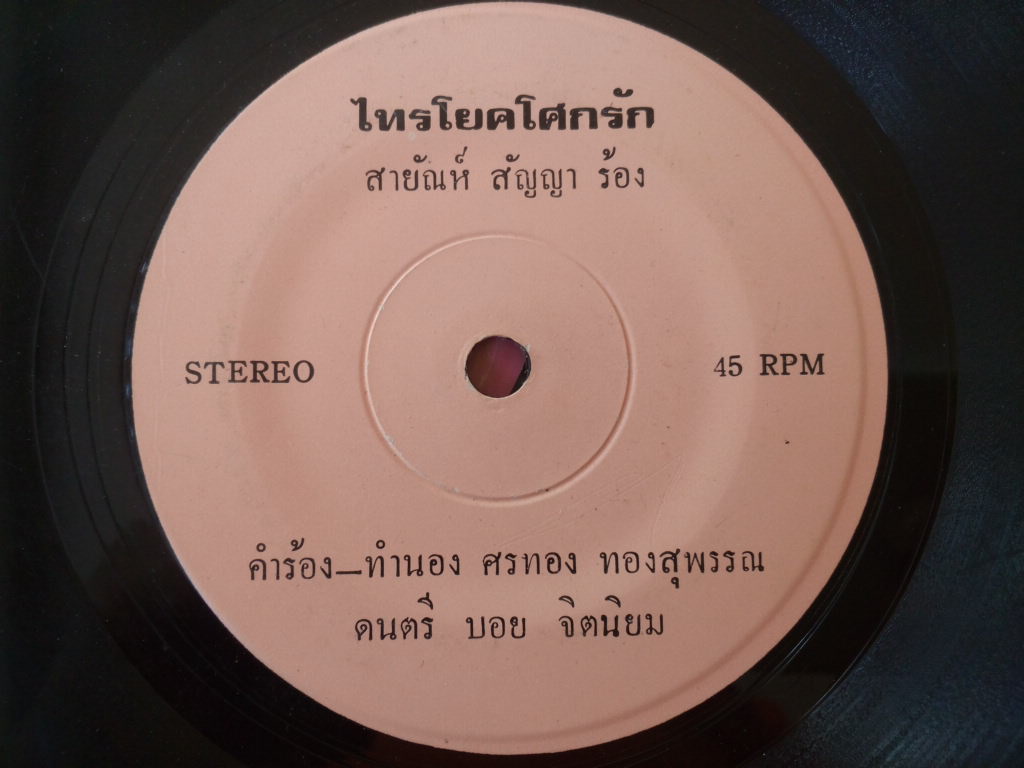 ไทรโยคโศกรัก
สายัณห์ สัญญา ร้อง
STEREO
45 RPM
คำร้อง–ทำนอง ศรทอง ทองสุพรรณ
ดนตรี บอย จิตนิยม